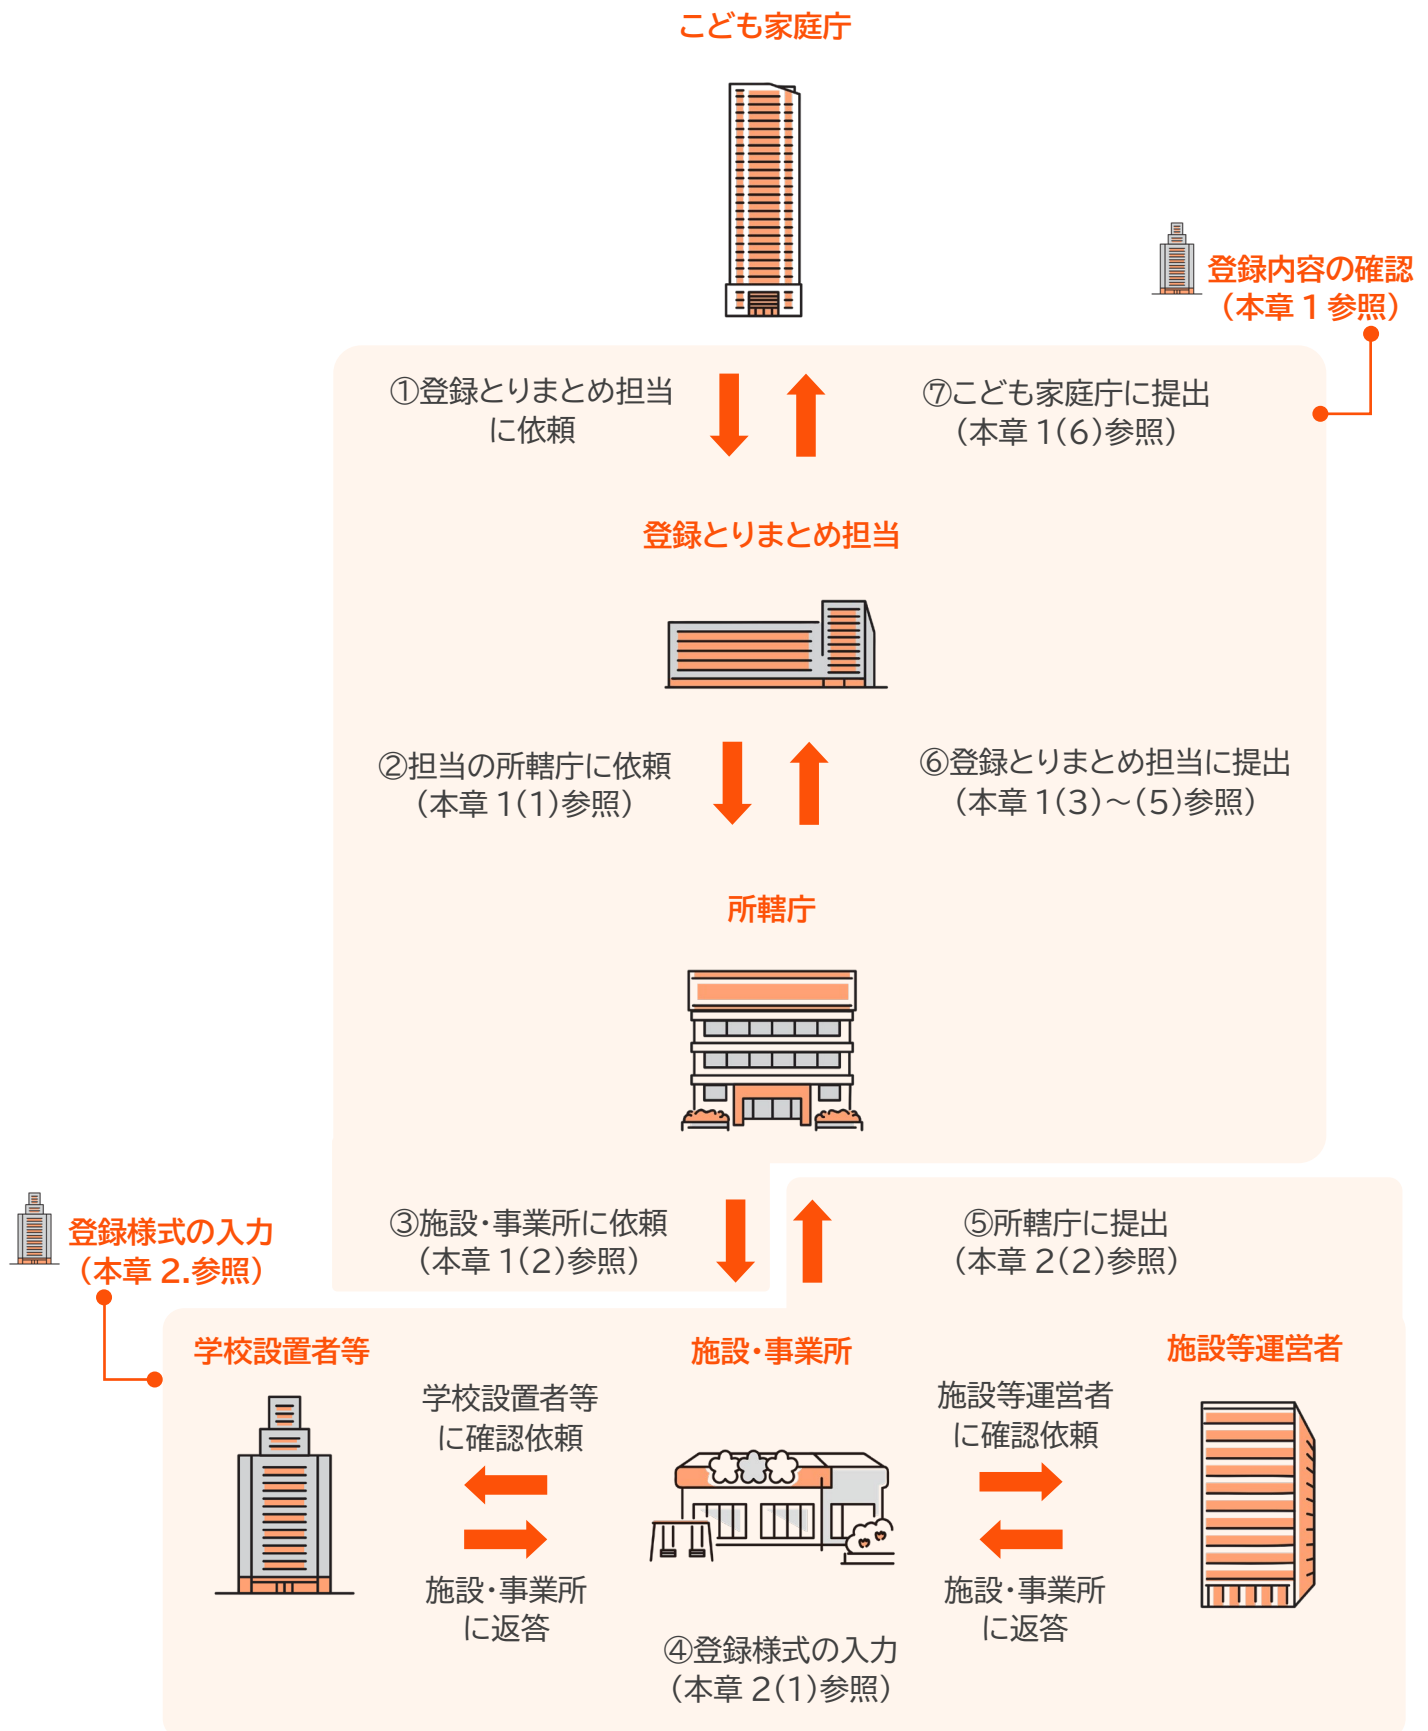 こども家庭庁
登録内容の確認
（本章 1 参照）
①登録とりまとめ担当
に依頼
⑦こども家庭庁に提出
（本章 1（6）参照）
登録とりまとめ担当
②担当の所轄庁に依頼
（本章 1（1）参照）
⑥登録とりまとめ担当に提出
（本章 1（3）～（5）参照）
所轄庁
登録様式の入力
（本章 2.参照）
③施設・事業所に依頼
（本章 1（2）参照）
⑤所轄庁に提出
（本章 2（2）参照）
学校設置者等
施設・事業所
施設等運営者
学校設置者等
に確認依頼
施設等運営者
に確認依頼
施設・事業所
に返答
施設・事業所
に返答
④登録様式の入力
（本章 2（1）参照）